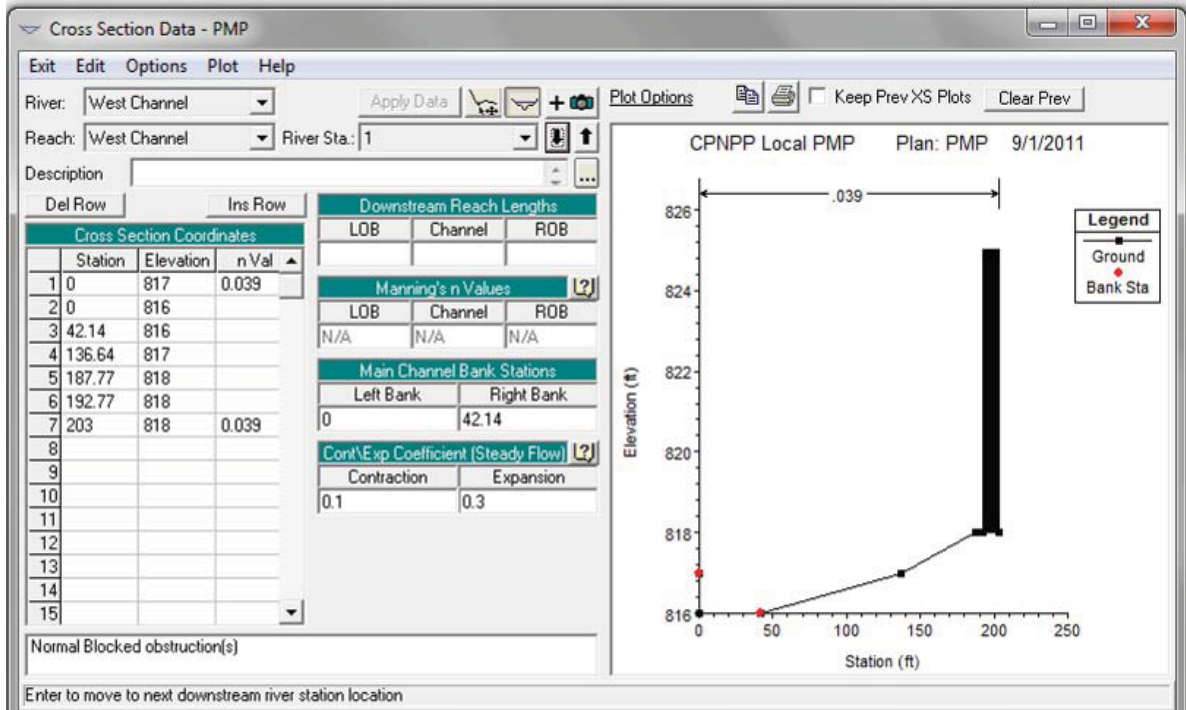 Cross Section Data - PMP
Exit Edit Options Plot Help
River: West Channel Apply Data
Reach: West Channel River Sta.: 1
Description ...
Del Row Ins Row
Cross Section Coordinates
Station Elevation n Val
1 0 817 0.039
2 0 816
3 42.14 816
4 136.64 817
5 187.77 818
6 192.77 818
7 203 818 0.039
8
9
10
11
12
13
14
15
Downstream Reach Lengths
LOB Channel ROB
Manning's n Values ?
LOB Channel ROB
N/A N/A N/A
Main Channel Bank Stations
Left Bank Right Bank
0 42.14
Cont\Exp Coefficient (Steady Flow) ?
Contraction Expansion
0.1 0.3
Normal Blocked obstruction(s)
Enter to move to next downstream river station location
Plot Options Keep Prev XS Plots Clear Prev
CPNPP Local PMP Plan: PMP 9/1/2011
.039
826
824
822
820
818
816
Elevation (ft)
0 50 100 150 200 250
Station (ft)
Legend
Ground
Bank Sta